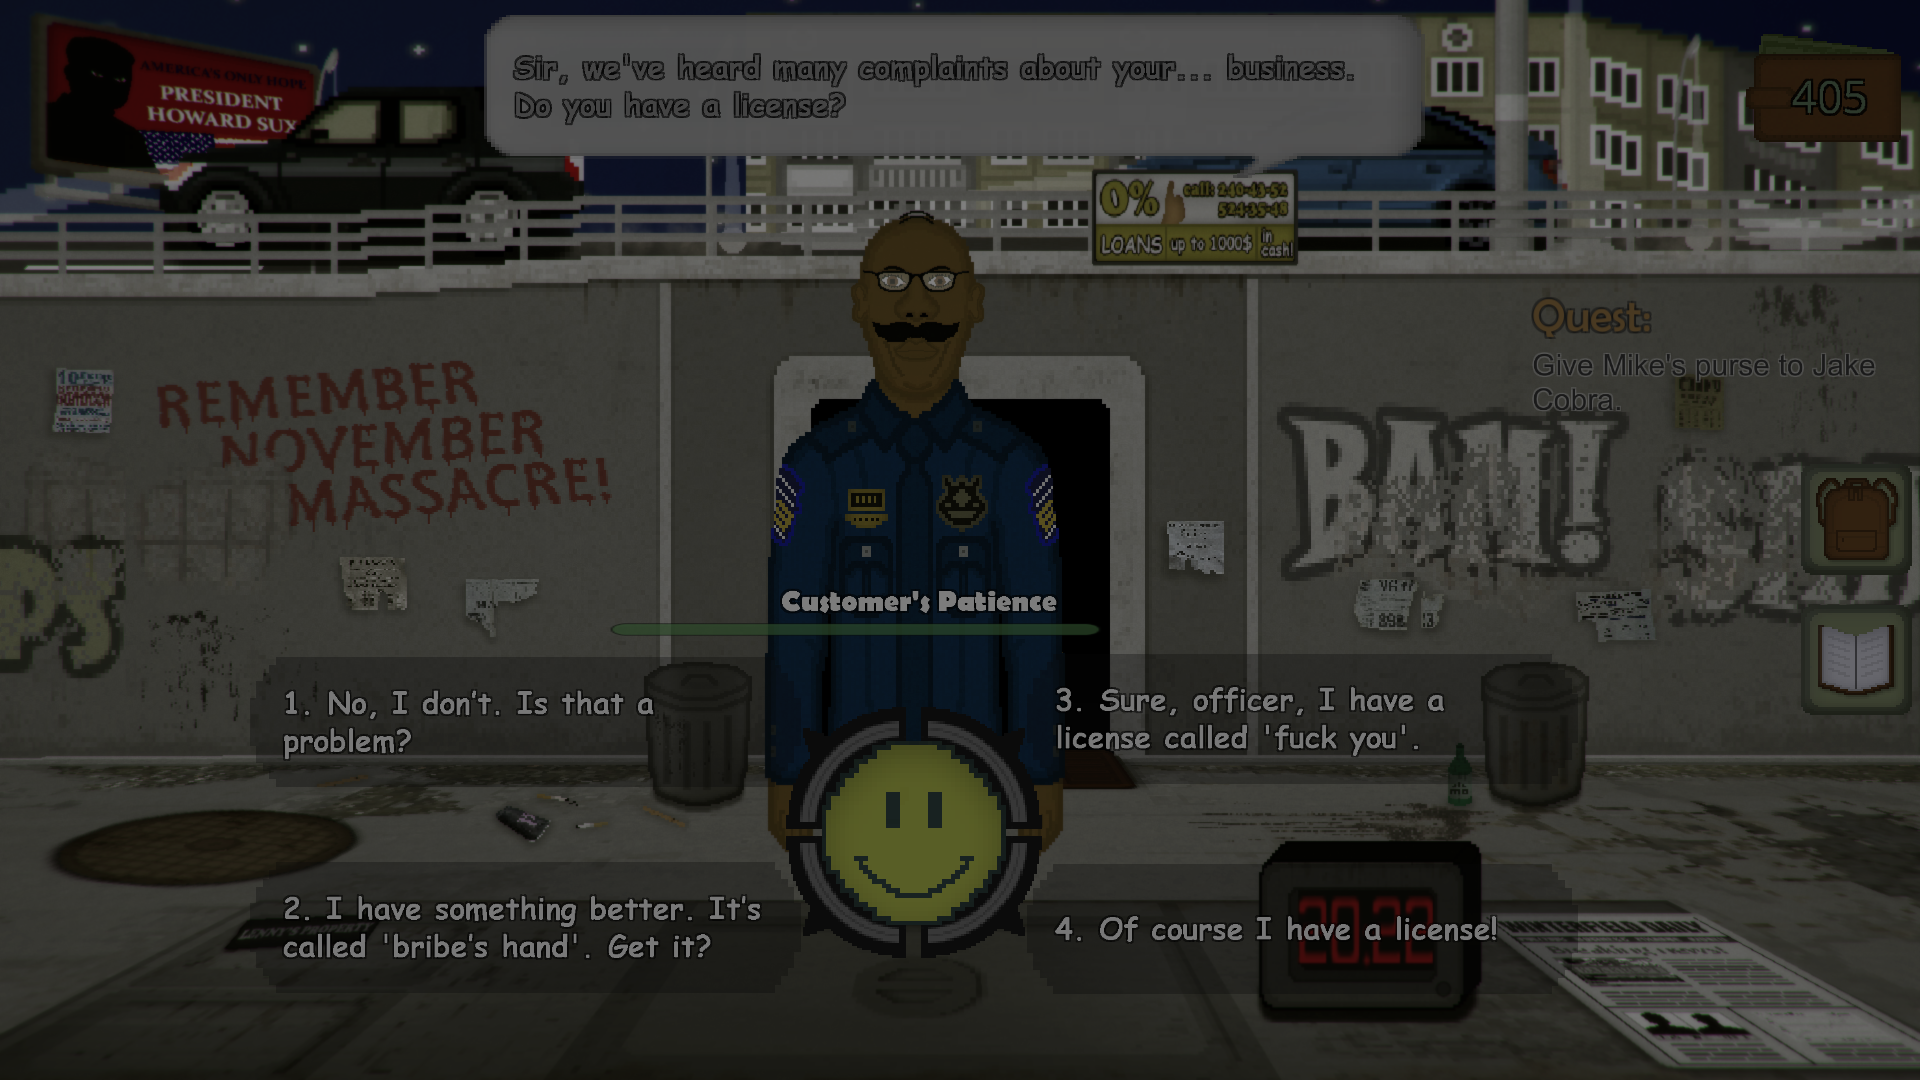 Sir, we've heard many complaints about your... business.
Do you have a license?
AMERICA'S ONLY HOPE
PRESIDENT
HOWARD SUX
405
0%
call: 240-43-52
524-35-48
LOANS up to 1000$ in cash!
Quest:
Give Mike's purse to Jake
Cobra.
REMEMBER
NOVEMBER
MASSACRE!
BAM!
Customer's Patience
1. No, I don't. Is that a
problem?
3. Sure, officer, I have a
license called 'fuck you'.
2. I have something better. It's
called 'bribe's hand'. Get it?
4. Of course I have a license!
20:22
LENNY'S PROPERTY